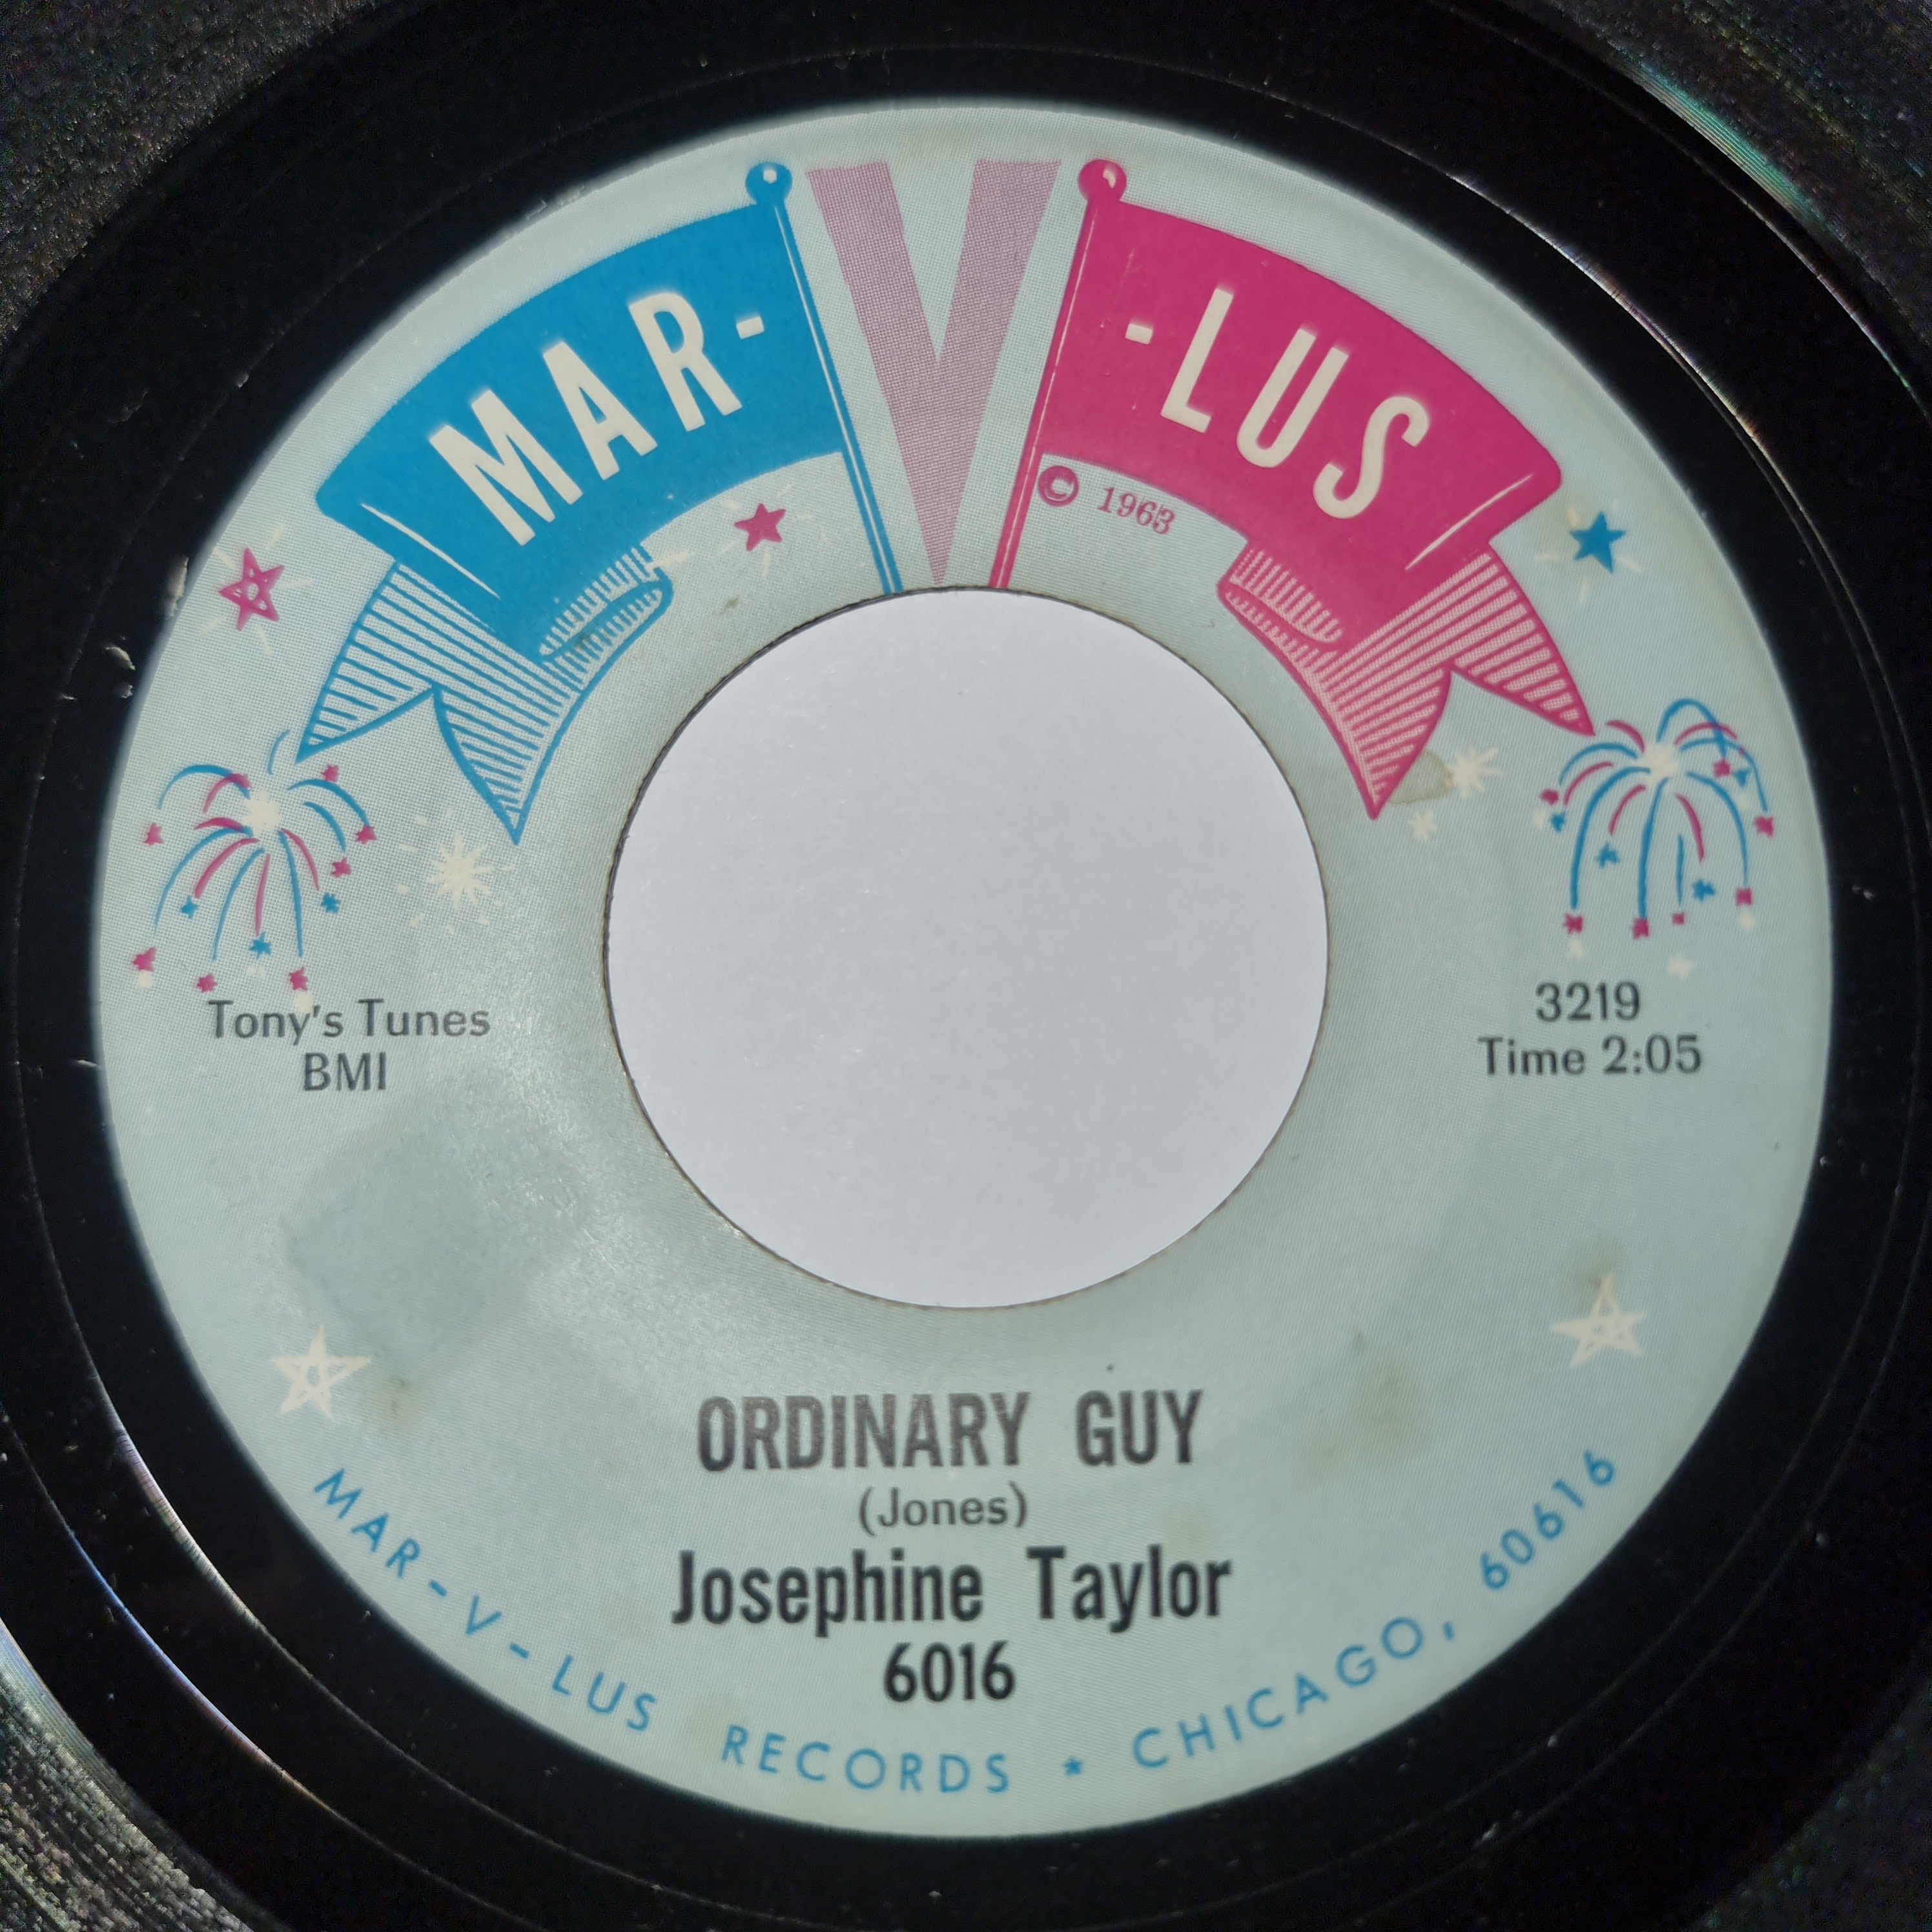 MAR-
V
-LUS
© 1963
Tony's Tunes
BMI
3219
Time 2:05
ORDINARY GUY
(Jones)
Josephine Taylor
6016
MAR-V-LUS RECORDS * CHICAGO, 60616